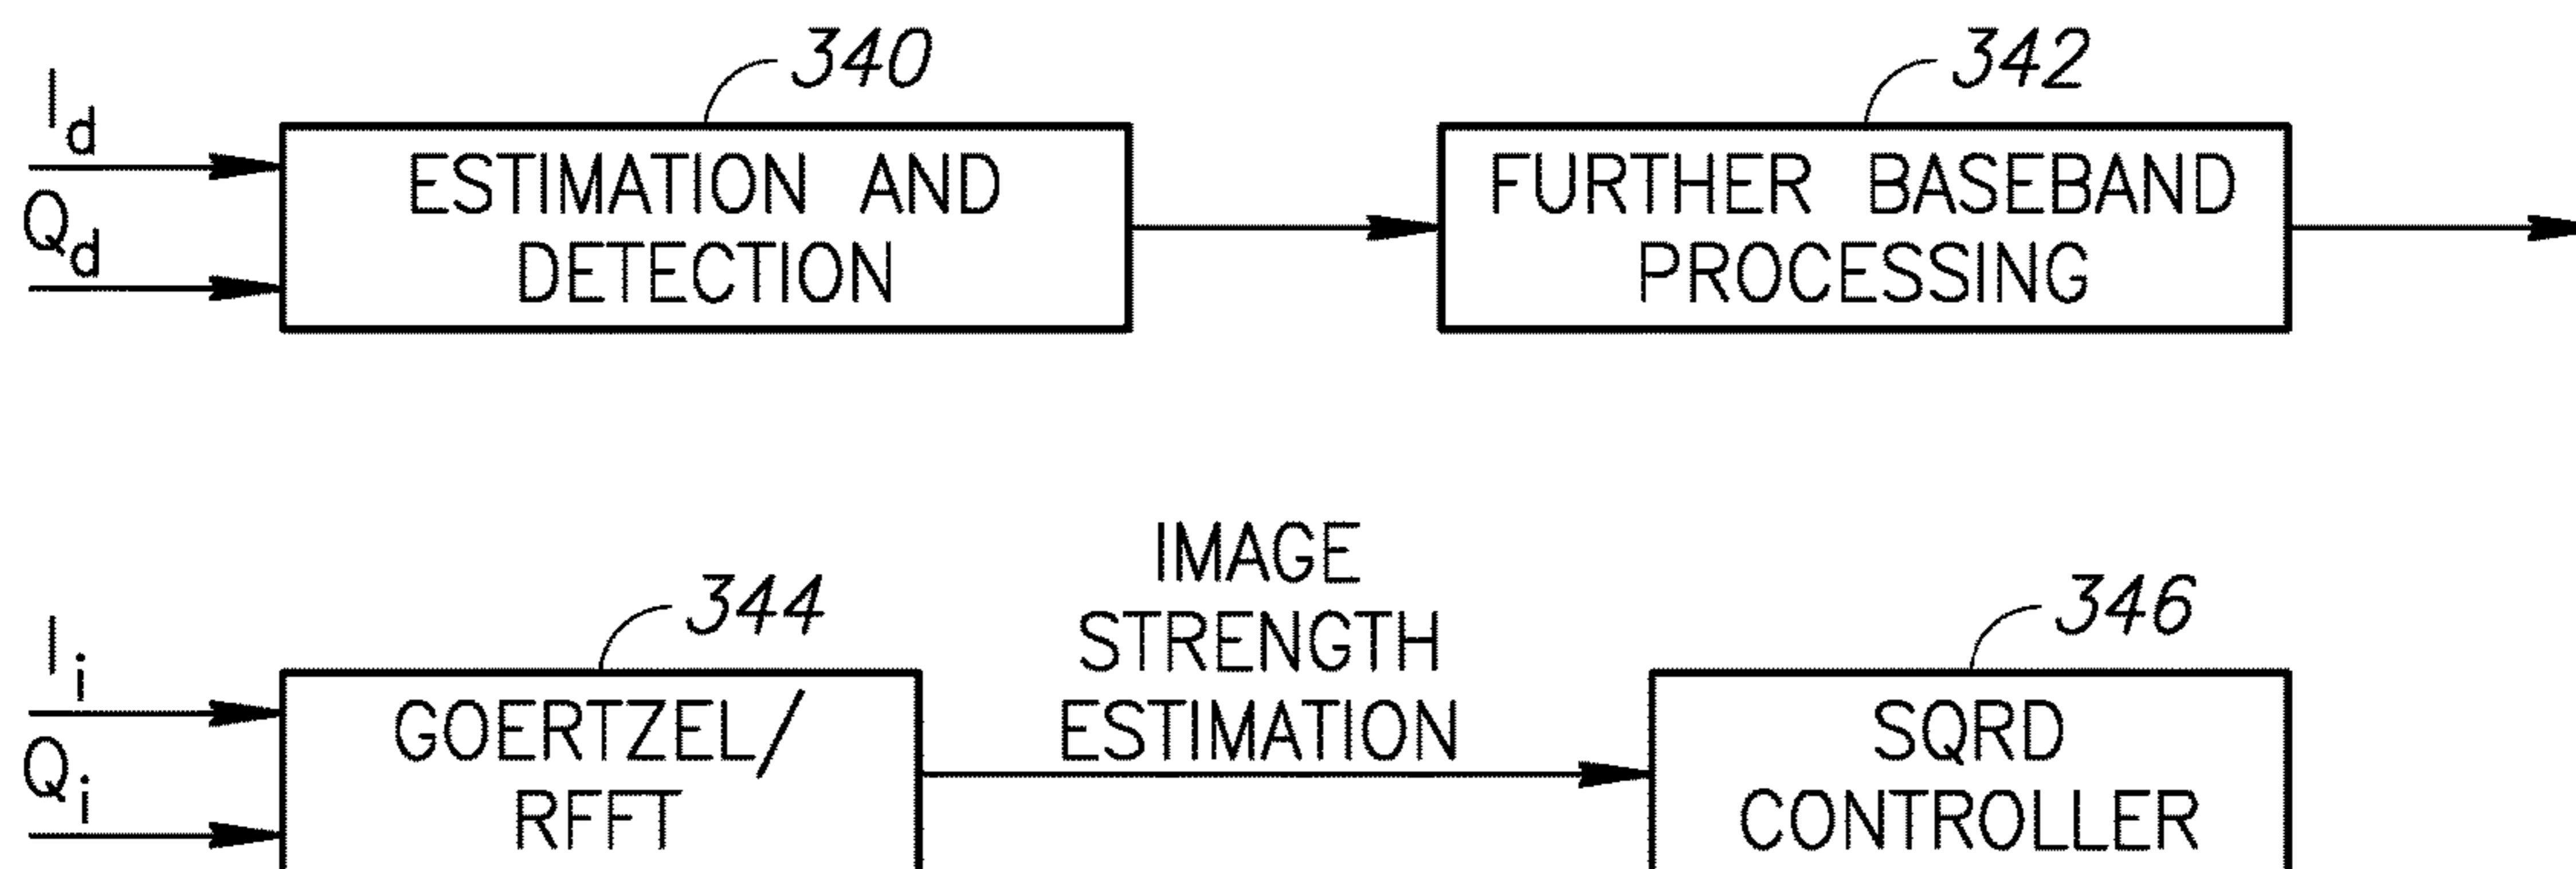 340
342
I_d
Q_d
ESTIMATION AND
DETECTION
FURTHER BASEBAND
PROCESSING
IMAGE
STRENGTH
ESTIMATION
344
346
I_i
Q_i
GOERTZEL/
RFFT
SQRD
CONTROLLER